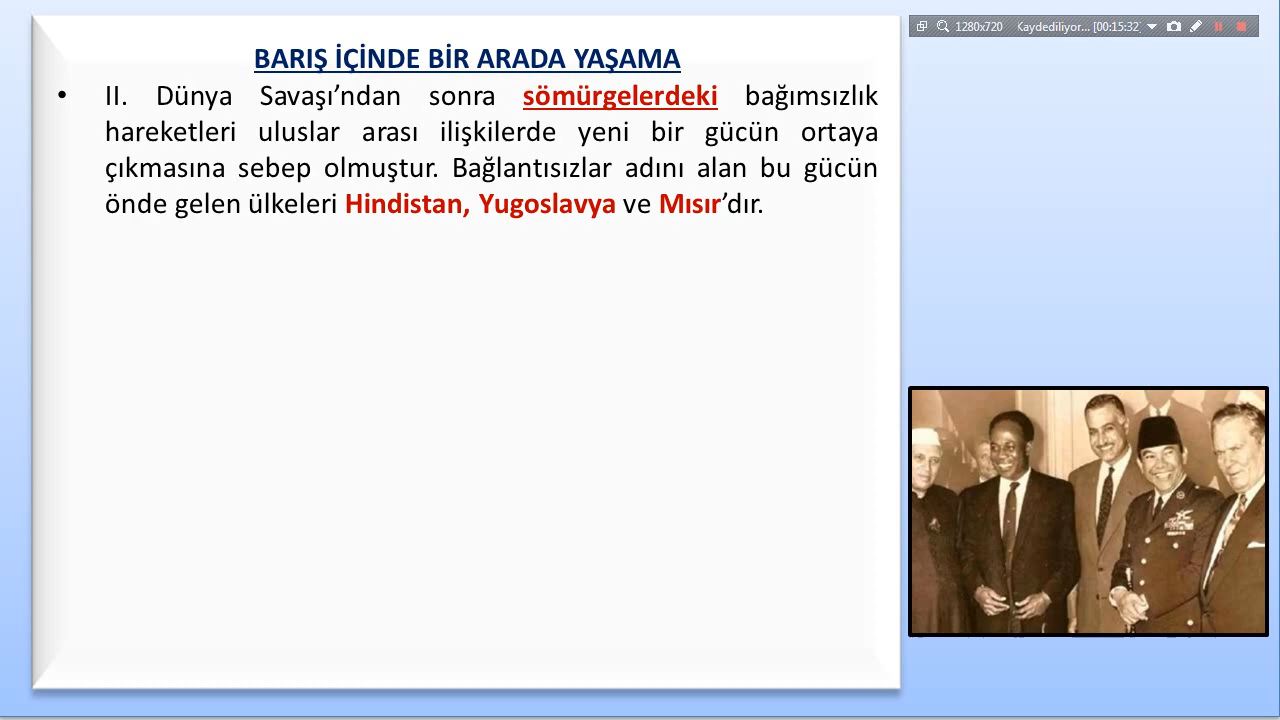 BARIŞ İÇİNDE BİR ARADA YAŞAMA
• II. Dünya Savaşı’ndan sonra sömürgelerdeki bağımsızlık
hareketleri uluslar arası ilişkilerde yeni bir gücün ortaya
çıkmasına sebep olmuştur. Bağlantısızlar adını alan bu gücün
önde gelen ülkeleri Hindistan, Yugoslavya ve Mısır’dır.
1280x720 Kaydediliyor... [00:15:32]